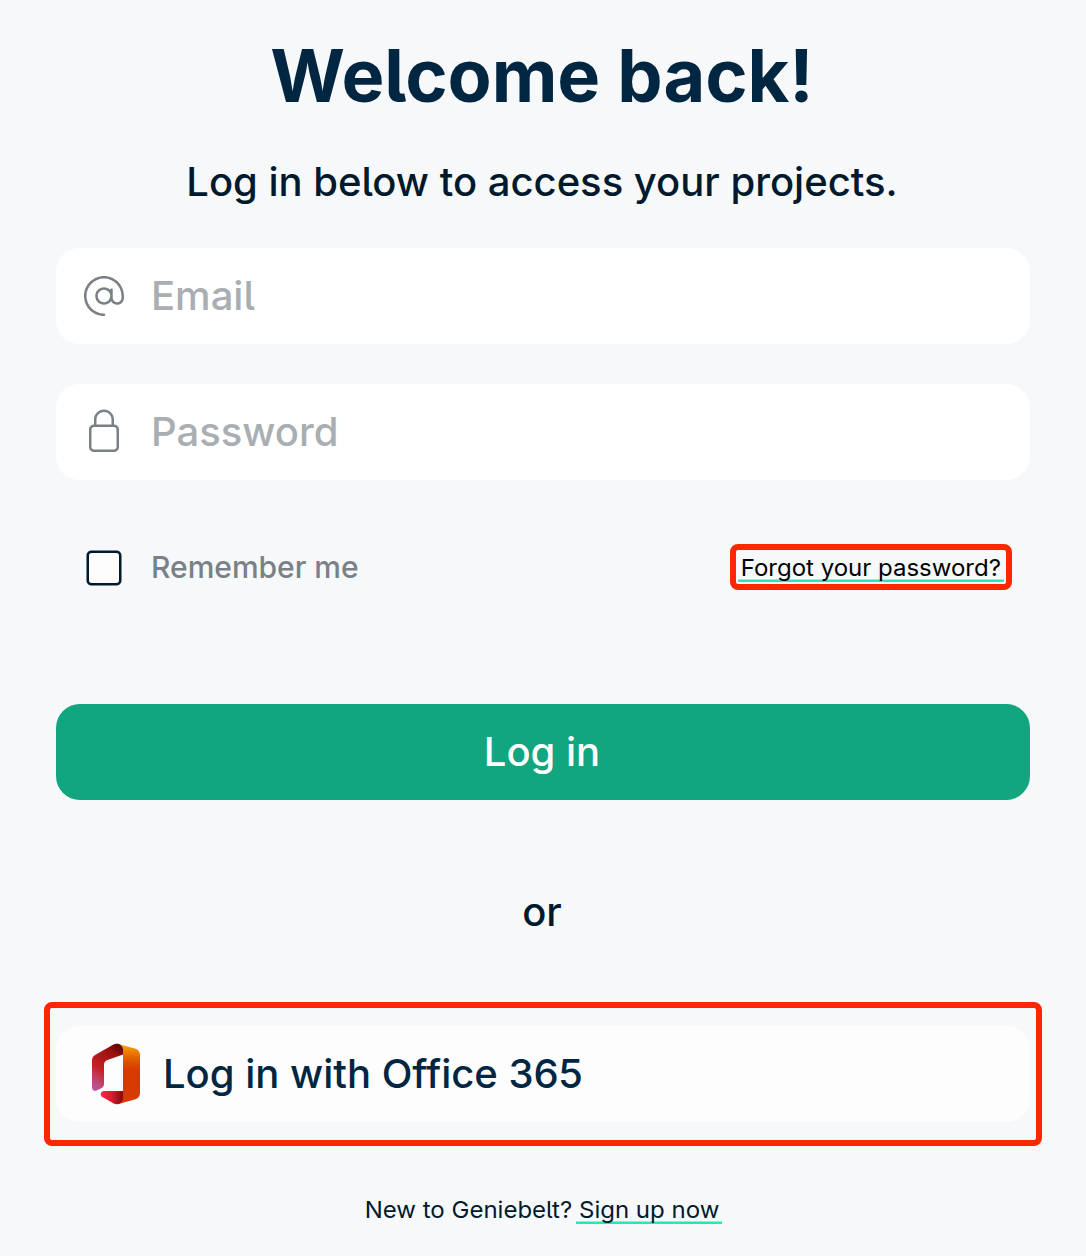 Welcome back!
Log in below to access your projects.
Email
Password
Remember me
Forgot your password?
Log in
or
Log in with Office 365
New to Geniebelt? Sign up now